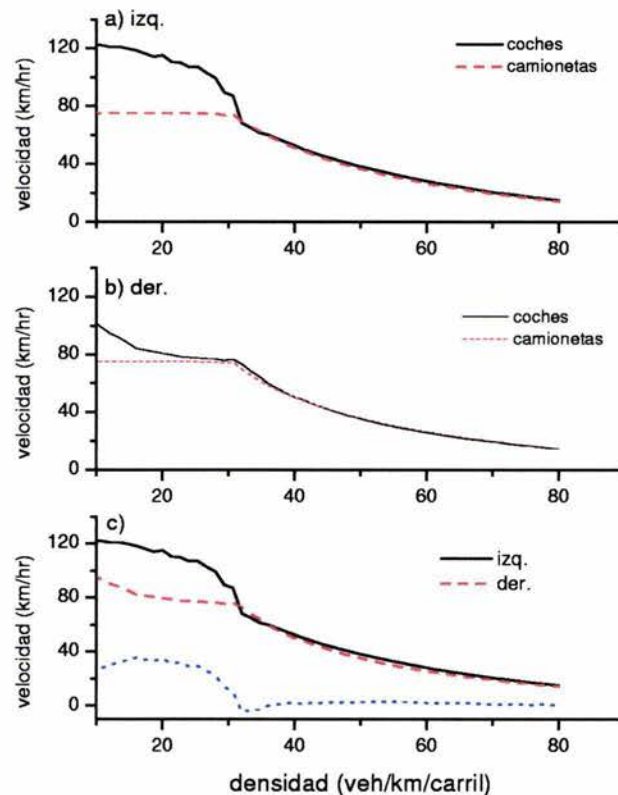 a) izq.
coches
camionetas
velocidad (km/hr)
120
80
40
0
20
40
60
80
b) der.
coches
camionetas
velocidad (km/hr)
120
80
40
0
20
40
60
80
c)
izq.
der.
velocidad (km/hr)
120
80
40
0
20
40
60
80
densidad (veh/km/carril)